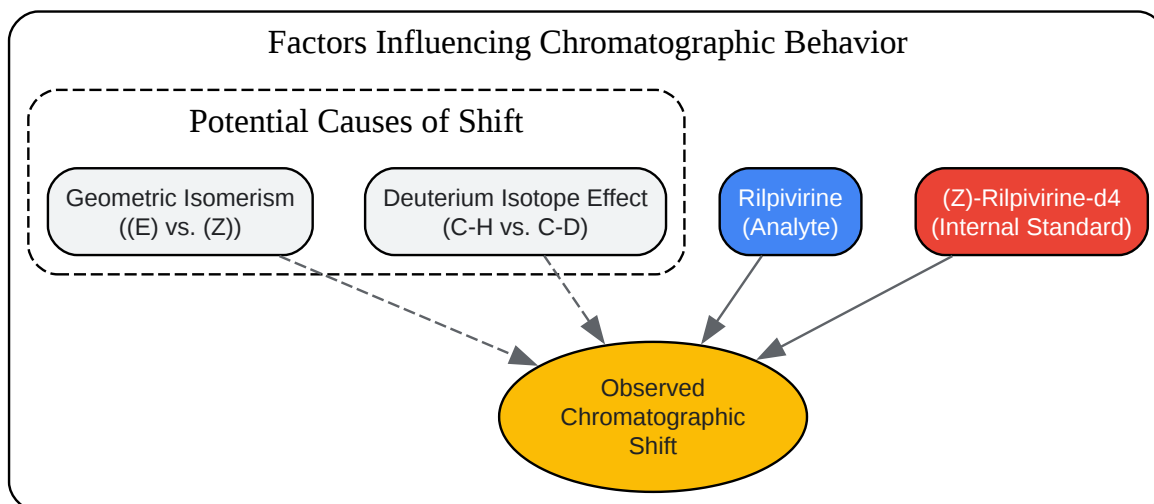 Factors Influencing Chromatographic Behavior
Potential Causes of Shift
Geometric Isomerism
((E) vs. (Z))
Deuterium Isotope Effect
(C-H vs. C-D)
Rilpivirine
(Analyte)
(Z)-Rilpivirine-d4
(Internal Standard)
Observed
Chromatographic
Shift